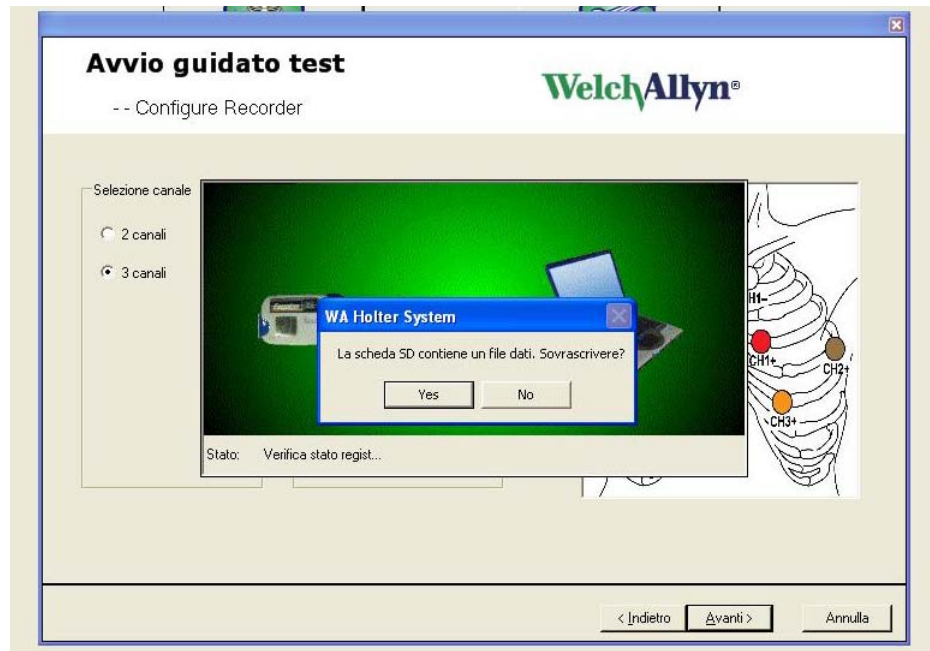 Avvio guidato test
WelchAllyn®
-- Configure Recorder
Selezione canale
2 canali
3 canali
WA Holter System
La scheda SD contiene un file dati. Sovrascrivere?
Yes
No
H1-
CH1+
CH2+
CH3+
Stato: Verifica stato regist...
< Indietro
Avanti >
Annulla